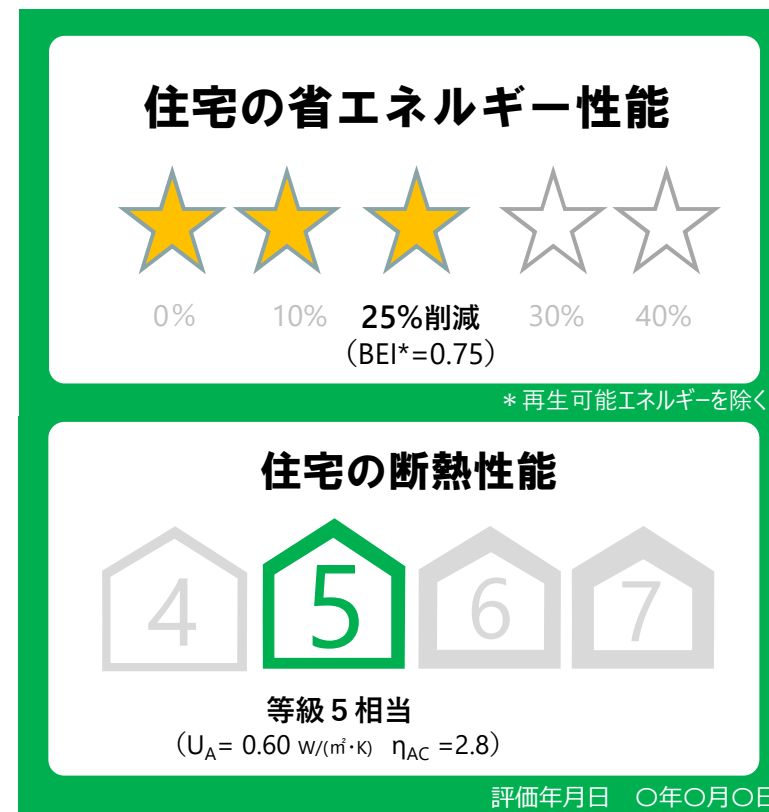 住宅の省エネルギー性能
0% 10% 25%削減 30% 40%
(BEI*=0.75)
*再生可能エネルギーを除く
住宅の断熱性能
4 5 6 7
等級5相当
(UA= 0.60 W/(㎡・K) ηAC =2.8)
評価年月日 〇年〇月〇日